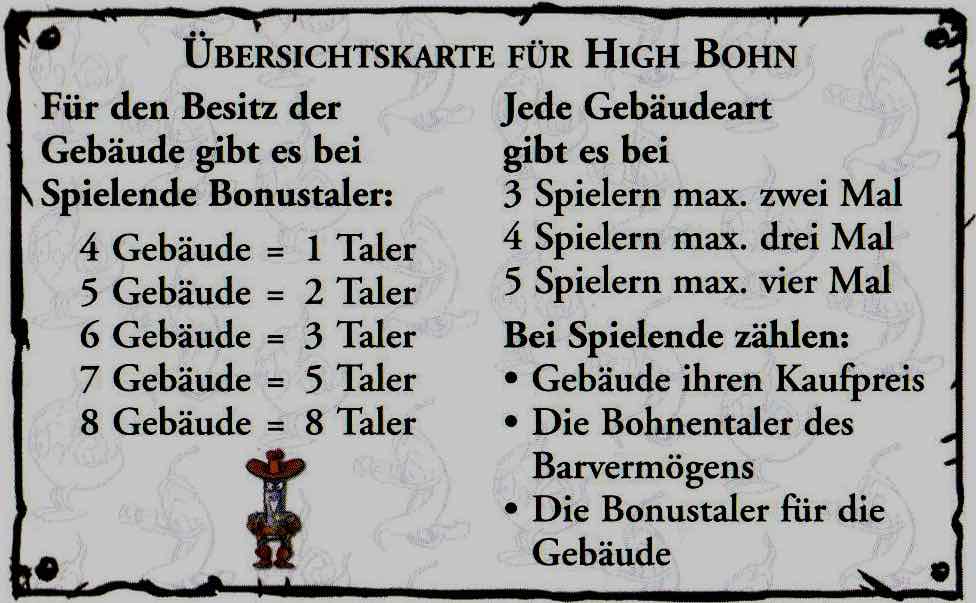 ÜBERSICHTSKARTE FÜR HIGH BOHN
Für den Besitz der
Gebäude gibt es bei
Spielende Bonustaler:
4 Gebäude = 1 Taler
5 Gebäude = 2 Taler
6 Gebäude = 3 Taler
7 Gebäude = 5 Taler
8 Gebäude = 8 Taler
Jede Gebäudeart
gibt es bei
3 Spielern max. zwei Mal
4 Spielern max. drei Mal
5 Spielern max. vier Mal
Bei Spielende zählen:
• Gebäude ihren Kaufpreis
• Die Bohnentaler des
Barvermögens
• Die Bonustaler für die
Gebäude